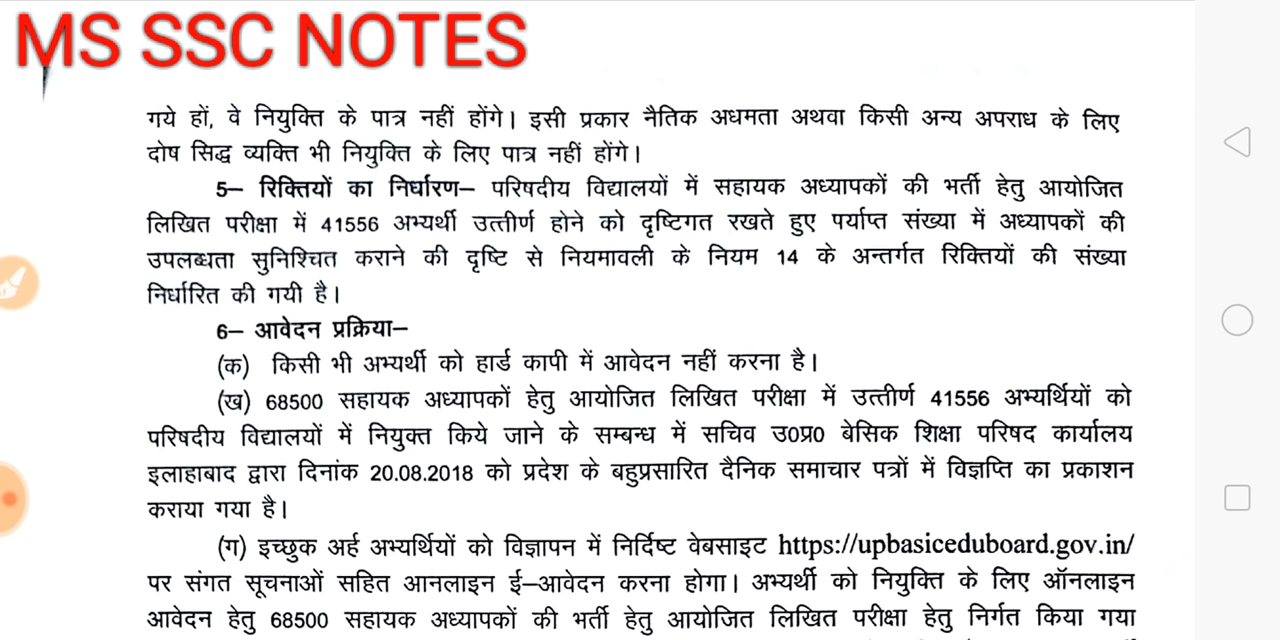 MS SSC NOTES
गये हों, वे नियुक्ति के पात्र नहीं होंगे। इसी प्रकार नैतिक अधमता अथवा किसी अन्य अपराध के लिए
दोष सिद्ध व्यक्ति भी नियुक्ति के लिए पात्र नहीं होंगे।
5– रिक्तियों का निर्धारण– परिषदीय विद्यालयों में सहायक अध्यापकों की भर्ती हेतु आयोजित
लिखित परीक्षा में 41556 अभ्यर्थी उत्तीर्ण होने को दृष्टिगत रखते हुए पर्याप्त संख्या में अध्यापकों की
उपलब्धता सुनिश्चित कराने की दृष्टि से नियमावली के नियम 14 के अन्तर्गत रिक्तियों की संख्या
निर्धारित की गयी है।
6– आवेदन प्रक्रिया–
(क) किसी भी अभ्यर्थी को हार्ड कापी में आवेदन नहीं करना है।
(ख) 68500 सहायक अध्यापकों हेतु आयोजित लिखित परीक्षा में उत्तीर्ण 41556 अभ्यर्थियों को
परिषदीय विद्यालयों में नियुक्त किये जाने के सम्बन्ध में सचिव उ0प्र0 बेसिक शिक्षा परिषद कार्यालय
इलाहाबाद द्वारा दिनांक 20.08.2018 को प्रदेश के बहुप्रसारित दैनिक समाचार पत्रों में विज्ञप्ति का प्रकाशन
कराया गया है।
(ग) इच्छुक अर्ह अभ्यर्थियों को विज्ञापन में निर्दिष्ट वेबसाइट https://upbasiceduboard.gov.in/
पर संगत सूचनाओं सहित आनलाइन ई–आवेदन करना होगा। अभ्यर्थी को नियुक्ति के लिए ऑनलाइन
आवेदन हेतु 68500 सहायक अध्यापकों की भर्ती हेतु आयोजित लिखित परीक्षा हेतु निर्गत किया गया